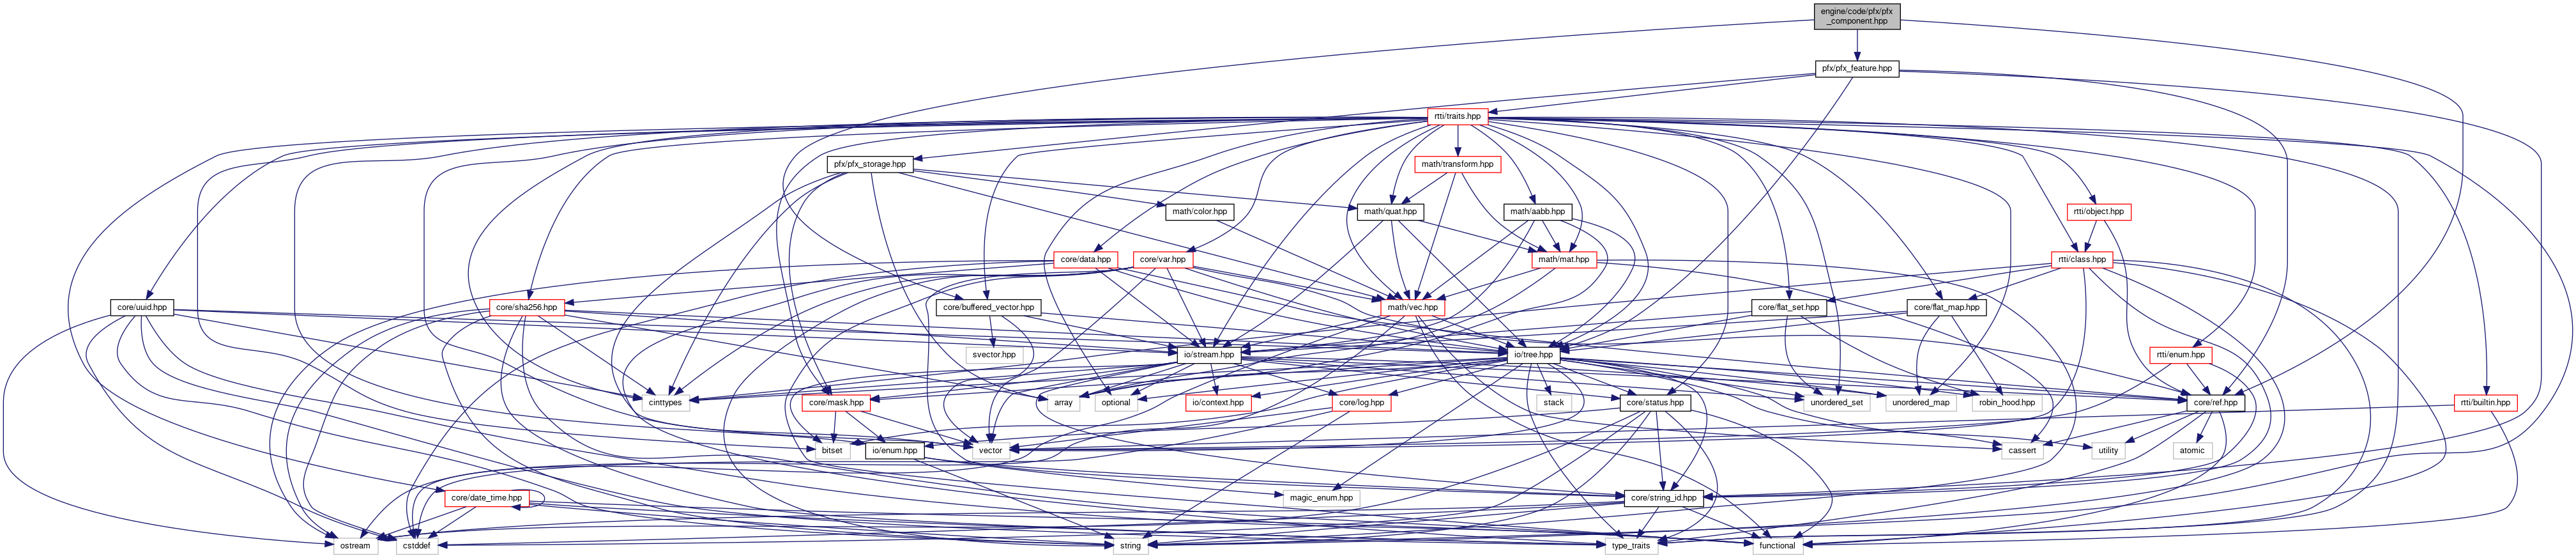 engine/code/pfx/pfx
_component.hpp
pfx/pfx_feature.hpp
rtti/traits.hpp
pfx/pfx_storage.hpp
math/transform.hpp
math/color.hpp
math/quat.hpp
math/aabb.hpp
rtti/object.hpp
core/data.hpp
core/var.hpp
math/mat.hpp
rtti/class.hpp
core/uuid.hpp
core/sha256.hpp
core/buffered_vector.hpp
math/vec.hpp
core/flat_set.hpp
core/flat_map.hpp
svector.hpp
io/stream.hpp
io/tree.hpp
rtti/enum.hpp
cinttypes
core/mask.hpp
array
optional
io/context.hpp
core/log.hpp
stack
core/status.hpp
unordered_set
unordered_map
robin_hood.hpp
core/ref.hpp
rtti/builtin.hpp
bitset
io/enum.hpp
vector
cassert
utility
atomic
core/date_time.hpp
magic_enum.hpp
core/string_id.hpp
ostream
cstddef
string
type_traits
functional